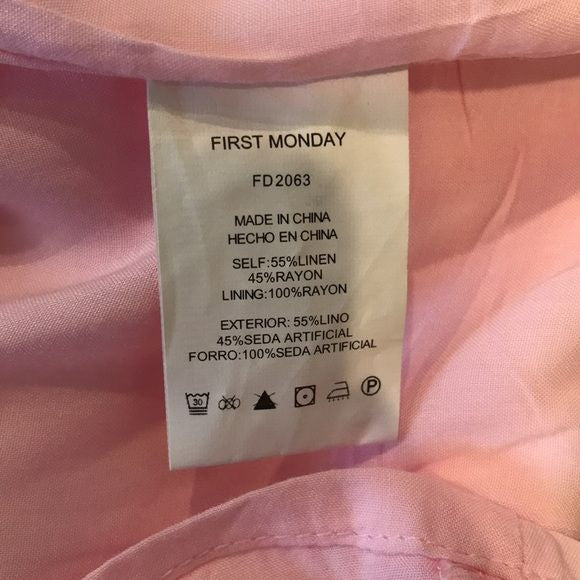 FIRST MONDAY
FD2063
MADE IN CHINA
HECHO EN CHINA
SELF:55%LINEN
45%RAYON
LINING:100%RAYON
EXTERIOR: 55%LINO
45%SEDA ARTIFICIAL
FORRO:100%SEDA ARTIFICIAL
30 P